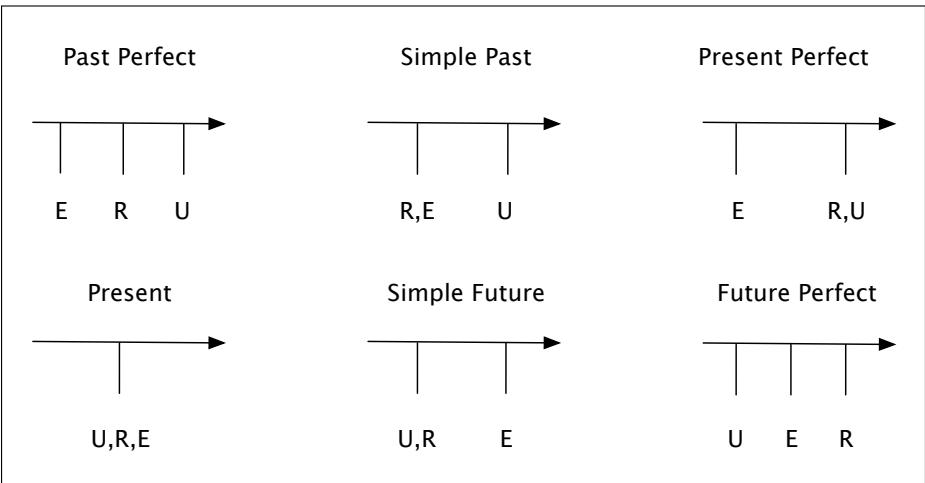 Past Perfect Simple Past Present Perfect
E R U R,E U E R,U
Present Simple Future Future Perfect
U,R,E U,R E U E R